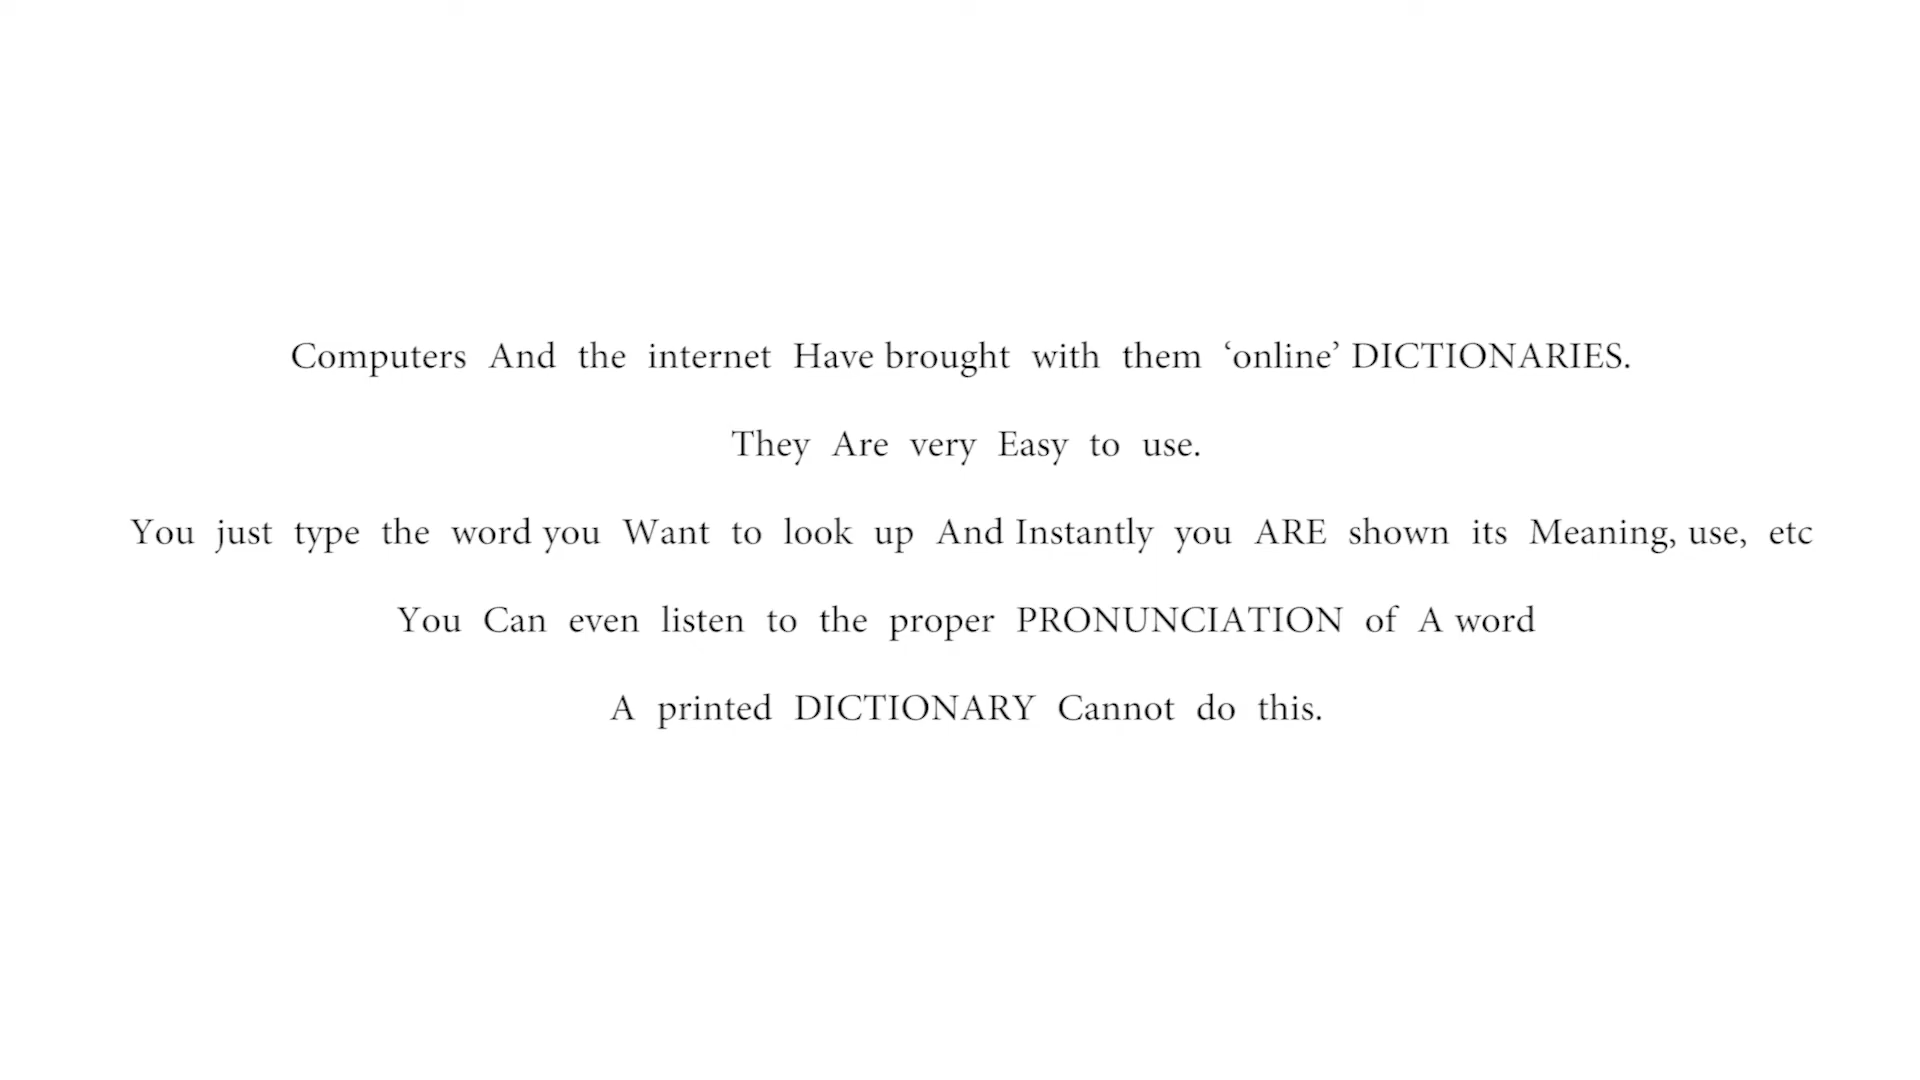 Computers And the internet Have brought with them ‘online’ DICTIONARIES.
They Are very Easy to use.
You just type the word you Want to look up And Instantly you ARE shown its Meaning, use, etc
You Can even listen to the proper PRONUNCIATION of A word
A printed DICTIONARY Cannot do this.